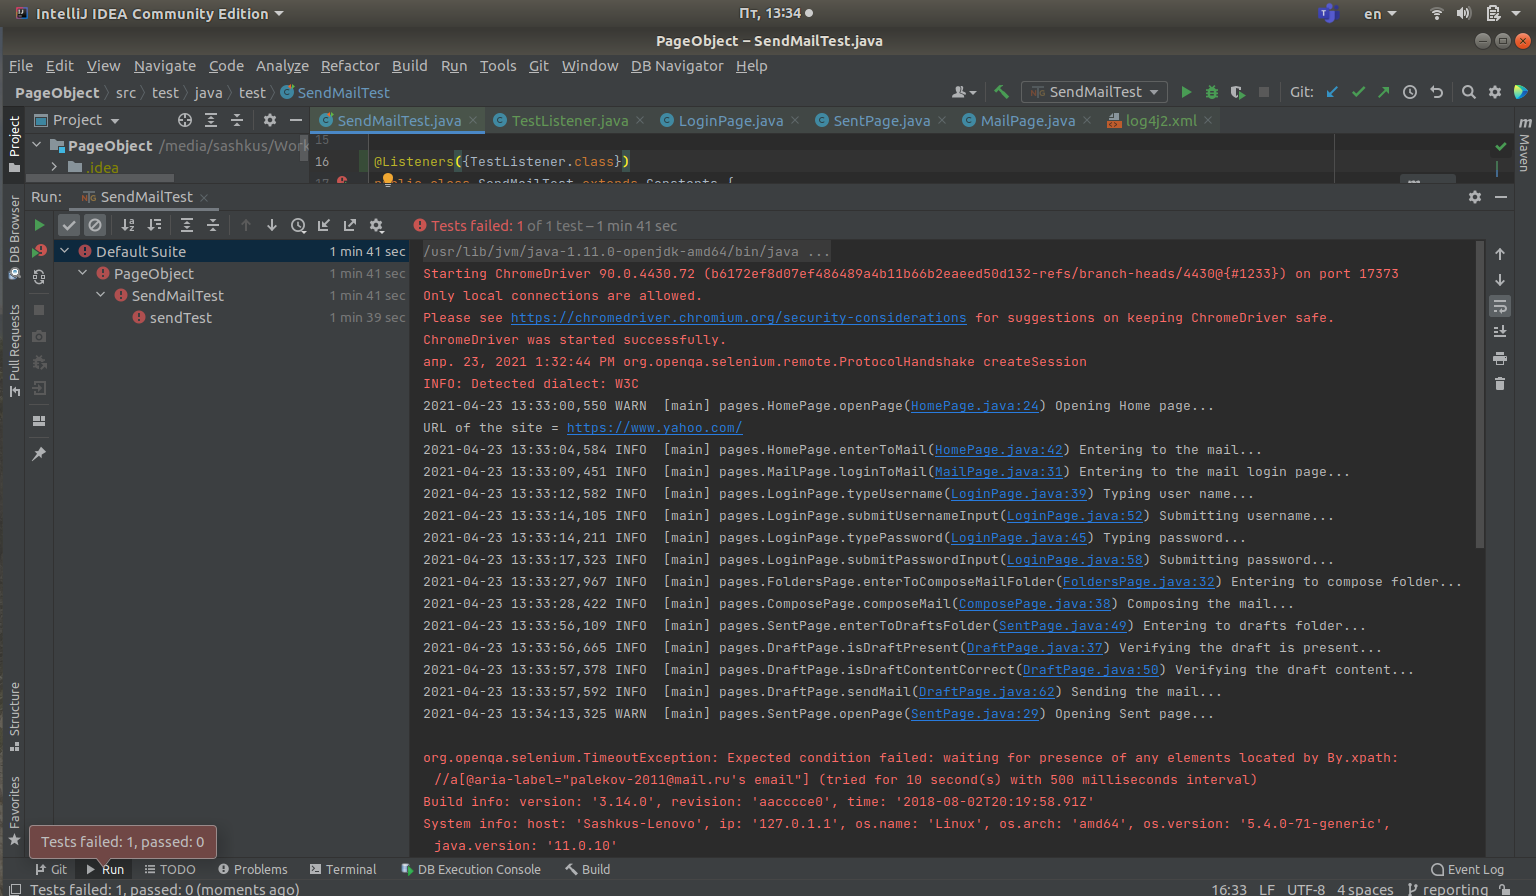 IntelliJ IDEA Community Edition
Пт, 13:34
en
PageObject – SendMailTest.java
File Edit View Navigate Code Analyze Refactor Build Run Tools Git Window DB Navigator Help
PageObject src test java test SendMailTest
SendMailTest
Git:
Project
SendMailTest.java TestListener.java LoginPage.java SentPage.java MailPage.java log4j2.xml
PageObject /media/sashkus/Work
.idea
15
16 @Listeners({TestListener.class})
17 public class SendMailTest extends Constants {
Run: SendMailTest
Tests failed: 1 of 1 test – 1 min 41 sec
Default Suite 1 min 41 sec
PageObject 1 min 41 sec
SendMailTest 1 min 41 sec
sendTest 1 min 39 sec
/usr/lib/jvm/java-1.11.0-openjdk-amd64/bin/java ...
Starting ChromeDriver 90.0.4430.72 (b6172ef8d07ef486489a4b11b66b2eaeed50d132-refs/branch-heads/4430@{#1233}) on port 17373
Only local connections are allowed.
Please see https://chromedriver.chromium.org/security-considerations for suggestions on keeping ChromeDriver safe.
ChromeDriver was started successfully.
апр. 23, 2021 1:32:44 PM org.openqa.selenium.remote.ProtocolHandshake createSession
INFO: Detected dialect: W3C
2021-04-23 13:33:00,550 WARN [main] pages.HomePage.openPage(HomePage.java:24) Opening Home page...
URL of the site = https://www.yahoo.com/
2021-04-23 13:33:04,584 INFO [main] pages.HomePage.enterToMail(HomePage.java:42) Entering to the mail...
2021-04-23 13:33:09,451 INFO [main] pages.MailPage.loginToMail(MailPage.java:31) Entering to the mail login page...
2021-04-23 13:33:12,582 INFO [main] pages.LoginPage.typeUsername(LoginPage.java:39) Typing user name...
2021-04-23 13:33:14,105 INFO [main] pages.LoginPage.submitUsernameInput(LoginPage.java:52) Submitting username...
2021-04-23 13:33:14,211 INFO [main] pages.LoginPage.typePassword(LoginPage.java:45) Typing password...
2021-04-23 13:33:17,323 INFO [main] pages.LoginPage.submitPasswordInput(LoginPage.java:58) Submitting password...
2021-04-23 13:33:27,967 INFO [main] pages.FoldersPage.enterToComposeMailFolder(FoldersPage.java:32) Entering to compose folder...
2021-04-23 13:33:28,422 INFO [main] pages.ComposePage.composeMail(ComposePage.java:38) Composing the mail...
2021-04-23 13:33:56,109 INFO [main] pages.SentPage.enterToDraftsFolder(SentPage.java:49) Entering to drafts folder...
2021-04-23 13:33:56,665 INFO [main] pages.DraftPage.isDraftPresent(DraftPage.java:37) Verifying the draft is present...
2021-04-23 13:33:57,378 INFO [main] pages.DraftPage.isDraftContentCorrect(DraftPage.java:50) Verifying the draft content...
2021-04-23 13:33:57,592 INFO [main] pages.DraftPage.sendMail(DraftPage.java:62) Sending the mail...
2021-04-23 13:34:13,325 WARN [main] pages.SentPage.openPage(SentPage.java:29) Opening Sent page...
org.openqa.selenium.TimeoutException: Expected condition failed: waiting for presence of any elements located by By.xpath:
//a[@aria-label="palekov-2011@mail.ru's email"] (tried for 10 second(s) with 500 milliseconds interval)
Build info: version: '3.14.0', revision: 'aacccce0', time: '2018-08-02T20:19:58.91Z'
System info: host: 'Sashkus-Lenovo', ip: '127.0.1.1', os.name: 'Linux', os.arch: 'amd64', os.version: '5.4.0-71-generic',
java.version: '11.0.10'
Project
DB Browser
Pull Requests
Structure
Favorites
Maven
Tests failed: 1, passed: 0
Git Run TODO Problems Terminal DB Execution Console Build Event Log
Tests failed: 1, passed: 0 (moments ago) 16:33 LF UTF-8 4 spaces reporting